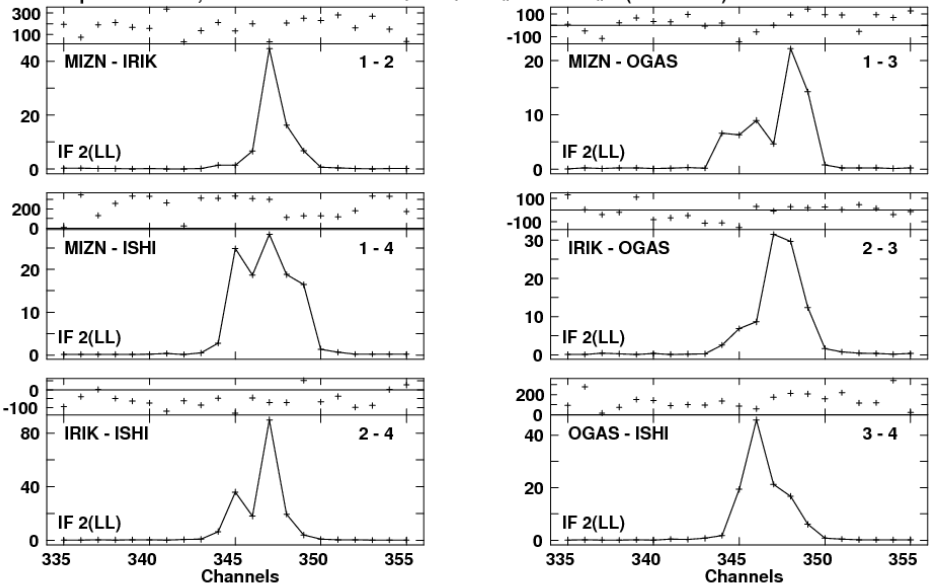 300
100
MIZN - IRIK 1 - 2
40
20
IF 2(LL)
0
100
-100
MIZN - OGAS 1 - 3
20
10
IF 2(LL)
0
200
0
MIZN - ISHI 1 - 4
20
10
IF 2(LL)
0
100
-100
IRIK - OGAS 2 - 3
30
20
10
IF 2(LL)
0
0
-100
IRIK - ISHI 2 - 4
80
40
IF 2(LL)
0
335 340 345 350 355
Channels
200
0
OGAS - ISHI 3 - 4
40
20
IF 2(LL)
0
335 340 345 350 355
Channels